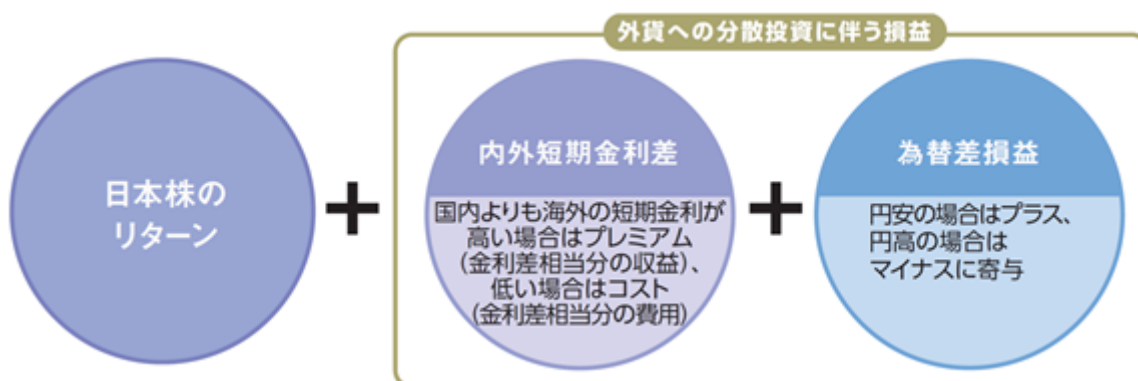 外貨への分散投資に伴う損益
日本株の
リターン
+
内外短期金利差
国内よりも海外の短期金利が
高い場合はプレミアム
(金利差相当分の収益)、
低い場合はコスト
(金利差相当分の費用)
+
為替差損益
円安の場合はプラス、
円高の場合は
マイナスに寄与